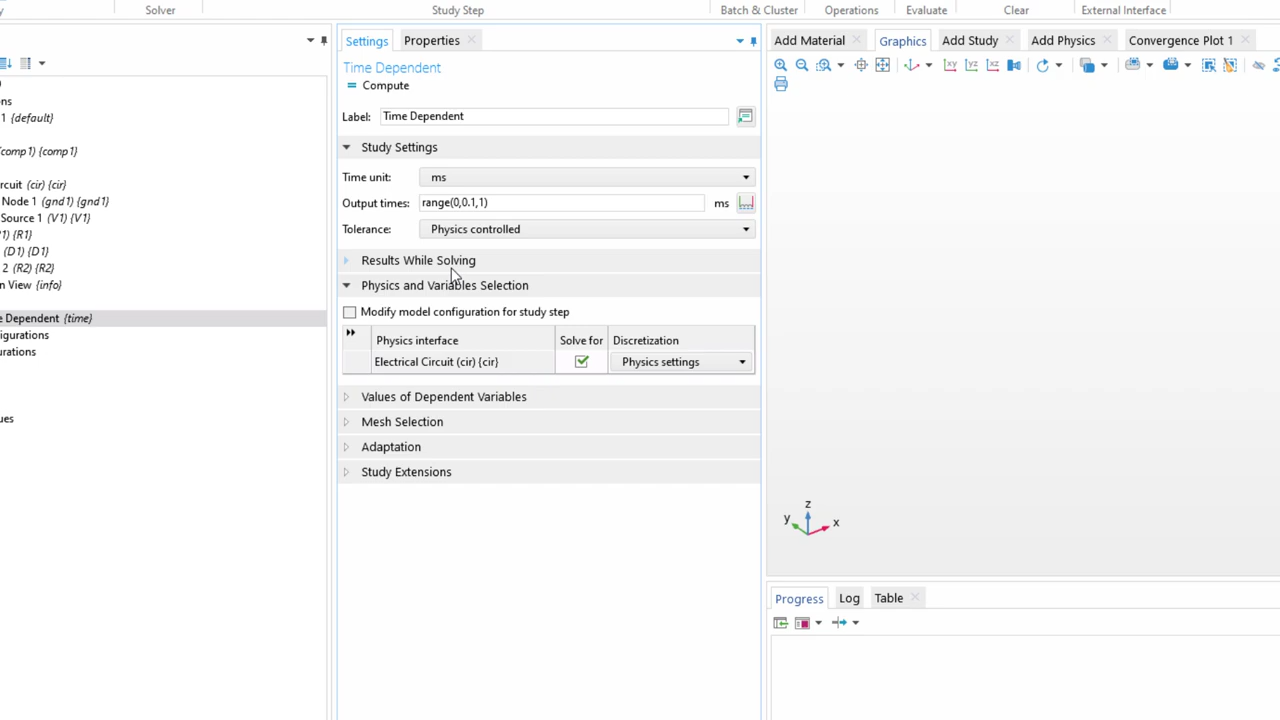 Solver
Study Step
Batch & Cluster
Operations
Evaluate
Clear
External Interface
ens
1 {default}
(comp1) {comp1}
rcuit (cir) {cir}
Node 1 (gnd1) {gnd1}
Source 1 (V1) {V1}
1) {R1}
(D1) {D1}
2 (R2) {R2}
n View {info}
e Dependent {time}
igurations
urations
ues
Settings
Properties
Time Dependent
= Compute
Label: Time Dependent
Study Settings
Time unit: ms
Output times: range(0,0.1,1) ms
Tolerance: Physics controlled
Results While Solving
Physics and Variables Selection
Modify model configuration for study step
Physics interface Solve for Discretization
Electrical Circuit (cir) {cir} Physics settings
Values of Dependent Variables
Mesh Selection
Adaptation
Study Extensions
Add Material
Graphics
Add Study
Add Physics
Convergence Plot 1
xy yz xz
z
y
x
Progress
Log
Table